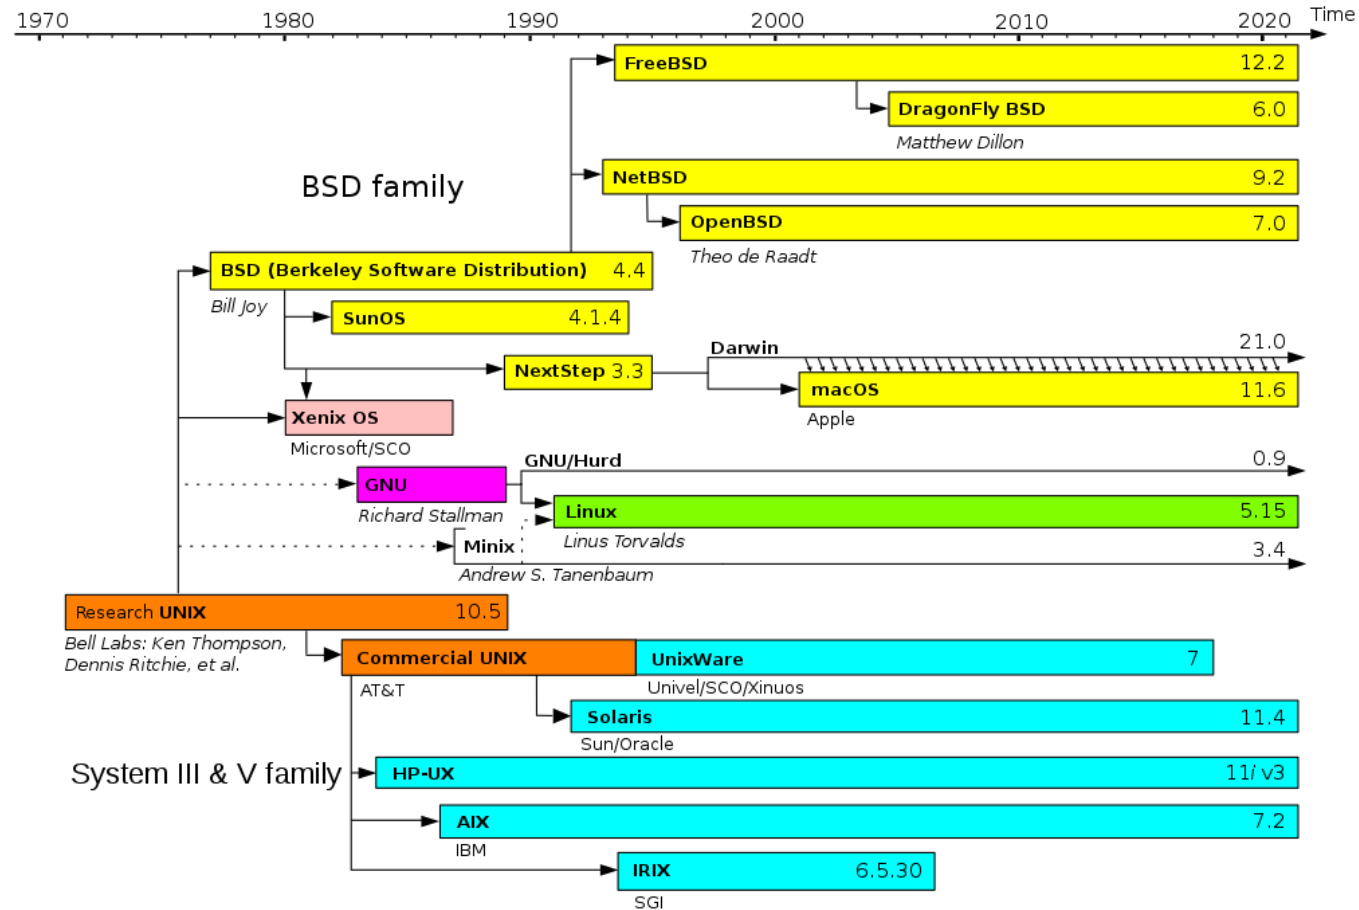 1970 1980 1990 2000 2010 2020 Time
FreeBSD 12.2
DragonFly BSD 6.0
Matthew Dillon
BSD family
NetBSD 9.2
OpenBSD 7.0
Theo de Raadt
BSD (Berkeley Software Distribution) 4.4
Bill Joy
SunOS 4.1.4
Darwin 21.0
NextStep 3.3
macOS 11.6
Apple
Xenix OS
Microsoft/SCO
GNU/Hurd 0.9
GNU
Richard Stallman
Linux 5.15
Linus Torvalds
Minix 3.4
Andrew S. Tanenbaum
Research UNIX 10.5
Bell Labs: Ken Thompson,
Dennis Ritchie, et al.
Commercial UNIX
AT&T
UnixWare 7
Univel/SCO/Xinuos
Solaris 11.4
Sun/Oracle
System III & V family
HP-UX 11i v3
AIX 7.2
IBM
IRIX 6.5.30
SGI